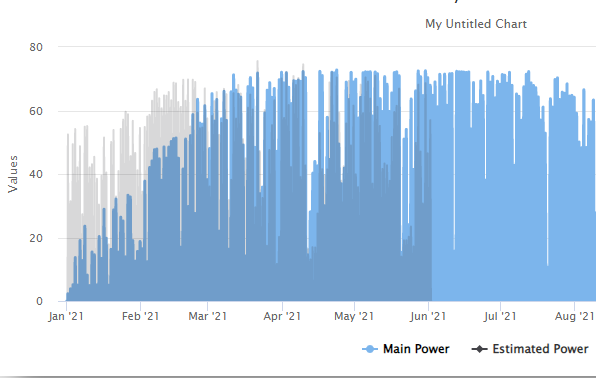 My Untitled Chart
80
60
40
20
0
Values
Jan '21 Feb '21 Mar '21 Apr '21 May '21 Jun '21 Jul '21 Aug '21
Main Power Estimated Power